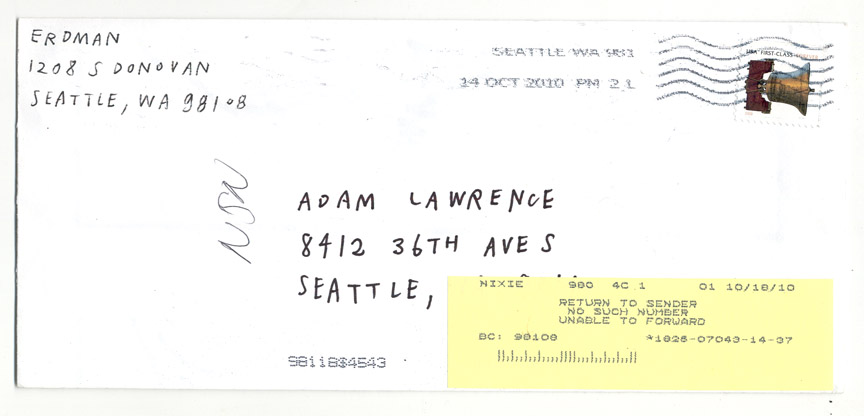 ERDMAN
1208 S DONOVAN
SEATTLE, WA 98108
SEATTLE WA 981
14 OCT 2010 PM 2 L
USA FIRST-CLASS
NSN
ADAM LAWRENCE
8412 36TH AVE S
SEATTLE,
NIXIE 980 4C 1 01 10/18/10
RETURN TO SENDER
NO SUCH NUMBER
UNABLE TO FORWARD
BC: 98108 *1825-07043-14-37
98118$4543